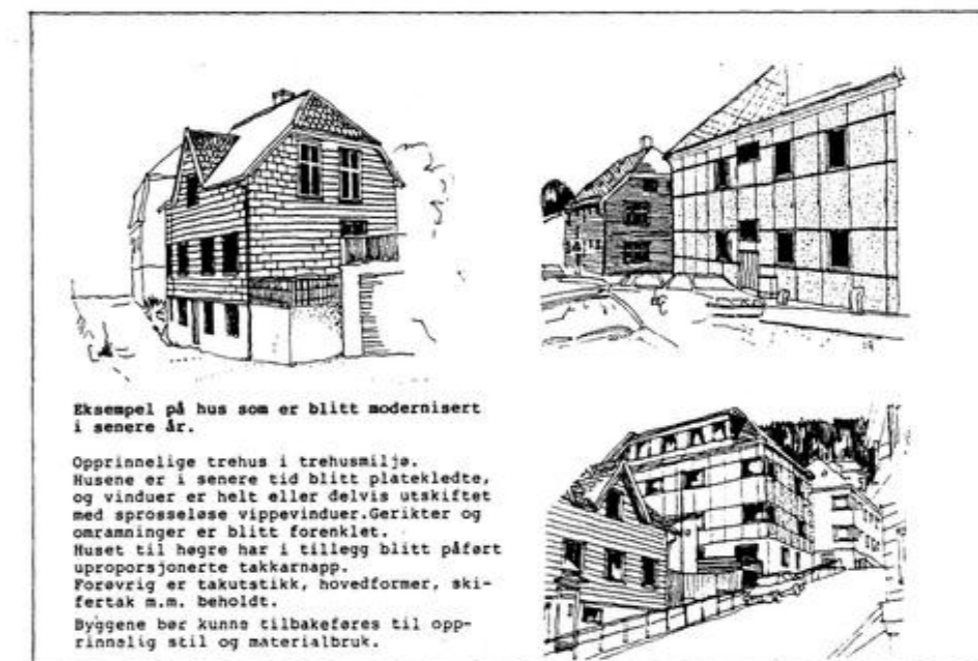 Eksempel på hus som er blitt modernisert
i senere år.
Opprinnelige trehus i trehusmiljø.
Husene er i senere tid blitt platekledte,
og vinduer er helt eller delvis utskiftet
med sprosseløse vippevinduer.Gerikter og
omramninger er blitt forenklet.
Huset til høgre har i tillegg blitt påført
uproporsjonerte takkarnapp.
Forøvrig er takutstikk, hovedformer, ski-
fertak m.m. beholdt.
Byggene bør kunne tilbakeføres til opp-
rinnelig stil og materialbruk.